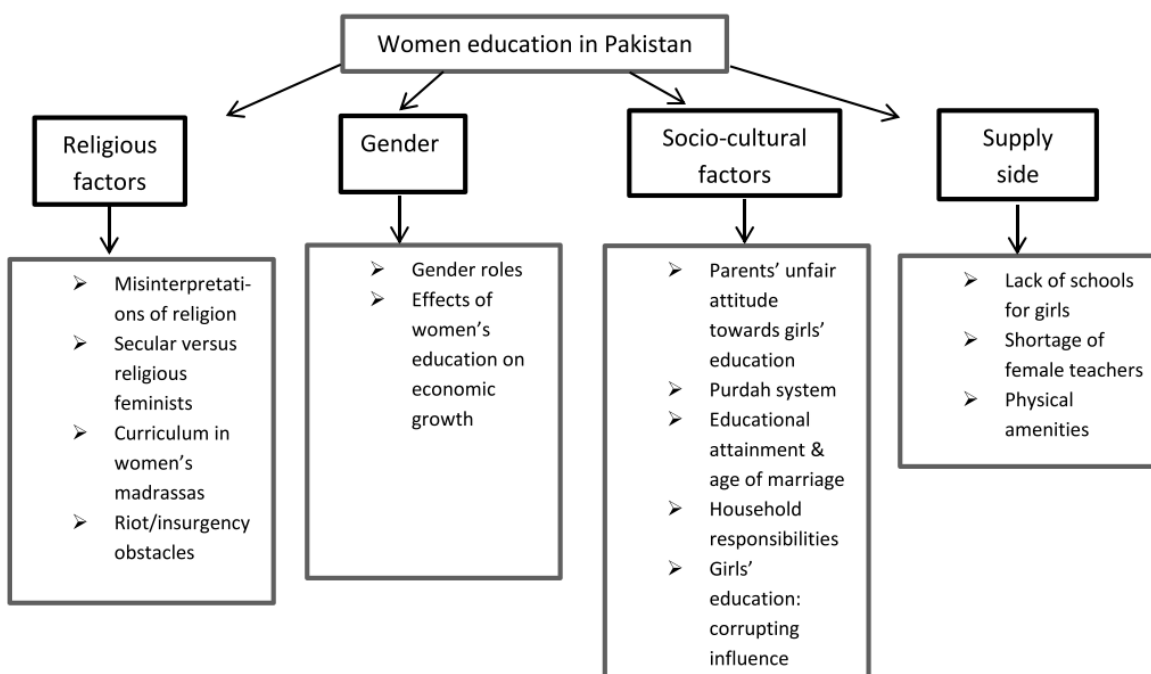 Women education in Pakistan
Religious
factors
Gender
Socio-cultural
factors
Supply
side
➢ Misinterpretati-
ons of religion
➢ Secular versus
religious
feminists
➢ Curriculum in
women’s
madrassas
➢ Riot/insurgency
obstacles
➢ Gender roles
➢ Effects of
women’s
education on
economic
growth
➢ Parents’ unfair
attitude
towards girls’
education
➢ Purdah system
➢ Educational
attainment &
age of marriage
➢ Household
responsibilities
➢ Girls’
education:
corrupting
influence
➢ Lack of schools
for girls
➢ Shortage of
female teachers
➢ Physical
amenities